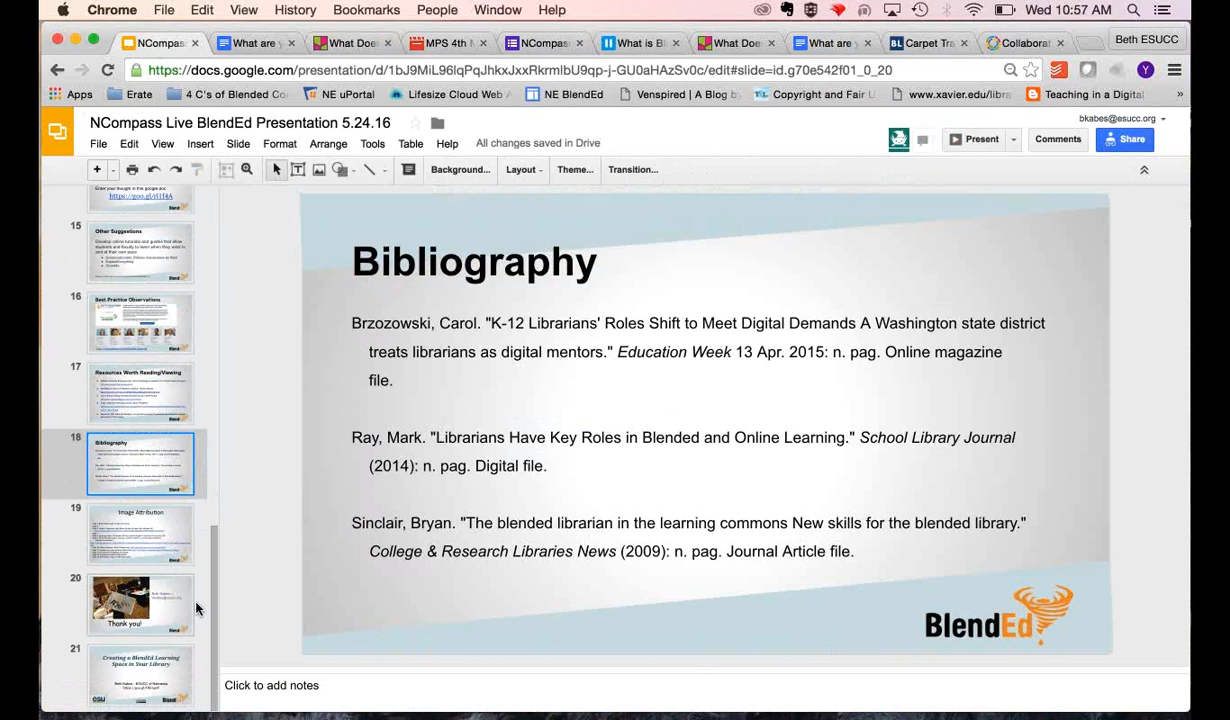 Chrome File Edit View History Bookmarks People Window Help Wed 10:57 AM
NCompass What are y What Does MPS 4th M NCompass What is Bl What Doe What are y Carpet Tra Collaborat Beth ESUCC
https://docs.google.com/presentation/d/1bJ9MiL96lqPqJhkxJxxRkrmlbU9qp-j-GU0aHAzSv0c/edit#slide=id.g70e542f01_0_20
Apps Erate 4 C's of Blended Co NE uPortal Lifesize Cloud Web NE BlendEd Venspired | A Blog by Copyright and Fair U www.xavier.edu/libra Teaching in a Digital »
NCompass Live BlendEd Presentation 5.24.16
bkabes@esucc.org
File Edit View Insert Slide Format Arrange Tools Table Help All changes saved in Drive
Present Comments Share
Background... Layout Theme... Transition...
Enter your thought in this google doc
15
Other Suggestions
16
Best Practice Observations
17
Resources Worth Reading/Viewing
18
Bibliography
19
Image Attribution
20
Thank you!
21
Creating a BlendEd Learning
Space in Your Library
Bibliography
Brzozowski, Carol. "K-12 Librarians' Roles Shift to Meet Digital Demands A Washington state district
treats librarians as digital mentors." Education Week 13 Apr. 2015: n. pag. Online magazine
file.
Ray, Mark. "Librarians Have Key Roles in Blended and Online Learning." School Library Journal
(2014): n. pag. Digital file.
Sinclair, Bryan. "The blended librarian in the learning commons New skills for the blended library."
College & Research Libraries News (2009): n. pag. Journal Article file.
BlendEd
Click to add notes